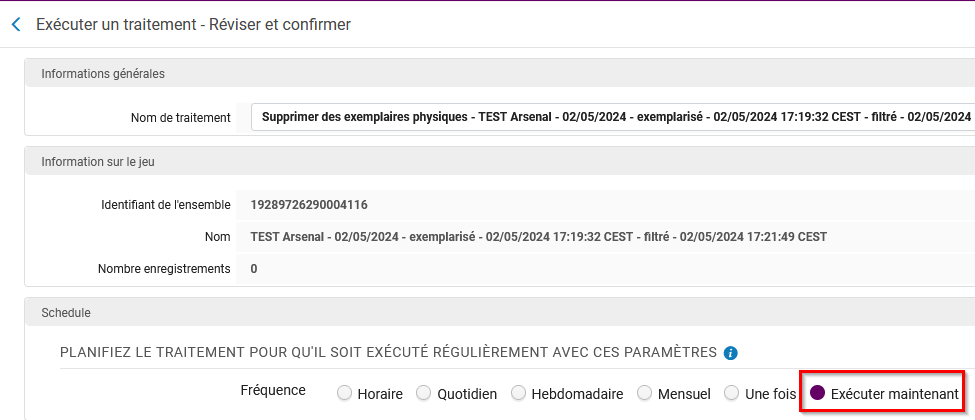 Exécuter un traitement - Réviser et confirmer
Informations générales
Nom de traitement Supprimer des exemplaires physiques - TEST Arsenal - 02/05/2024 - exemplarisé - 02/05/2024 17:19:32 CEST - filtré - 02/05/2024
Information sur le jeu
Identifiant de l'ensemble 19289726290004116
Nom TEST Arsenal - 02/05/2024 - exemplarisé - 02/05/2024 17:19:32 CEST - filtré - 02/05/2024 17:21:49 CEST
Nombre enregistrements 0
Schedule
PLANIFIEZ LE TRAITEMENT POUR QU'IL SOIT EXÉCUTÉ RÉGULIÈREMENT AVEC CES PARAMÈTRES i
Fréquence Horaire Quotidien Hebdomadaire Mensuel Une fois Exécuter maintenant